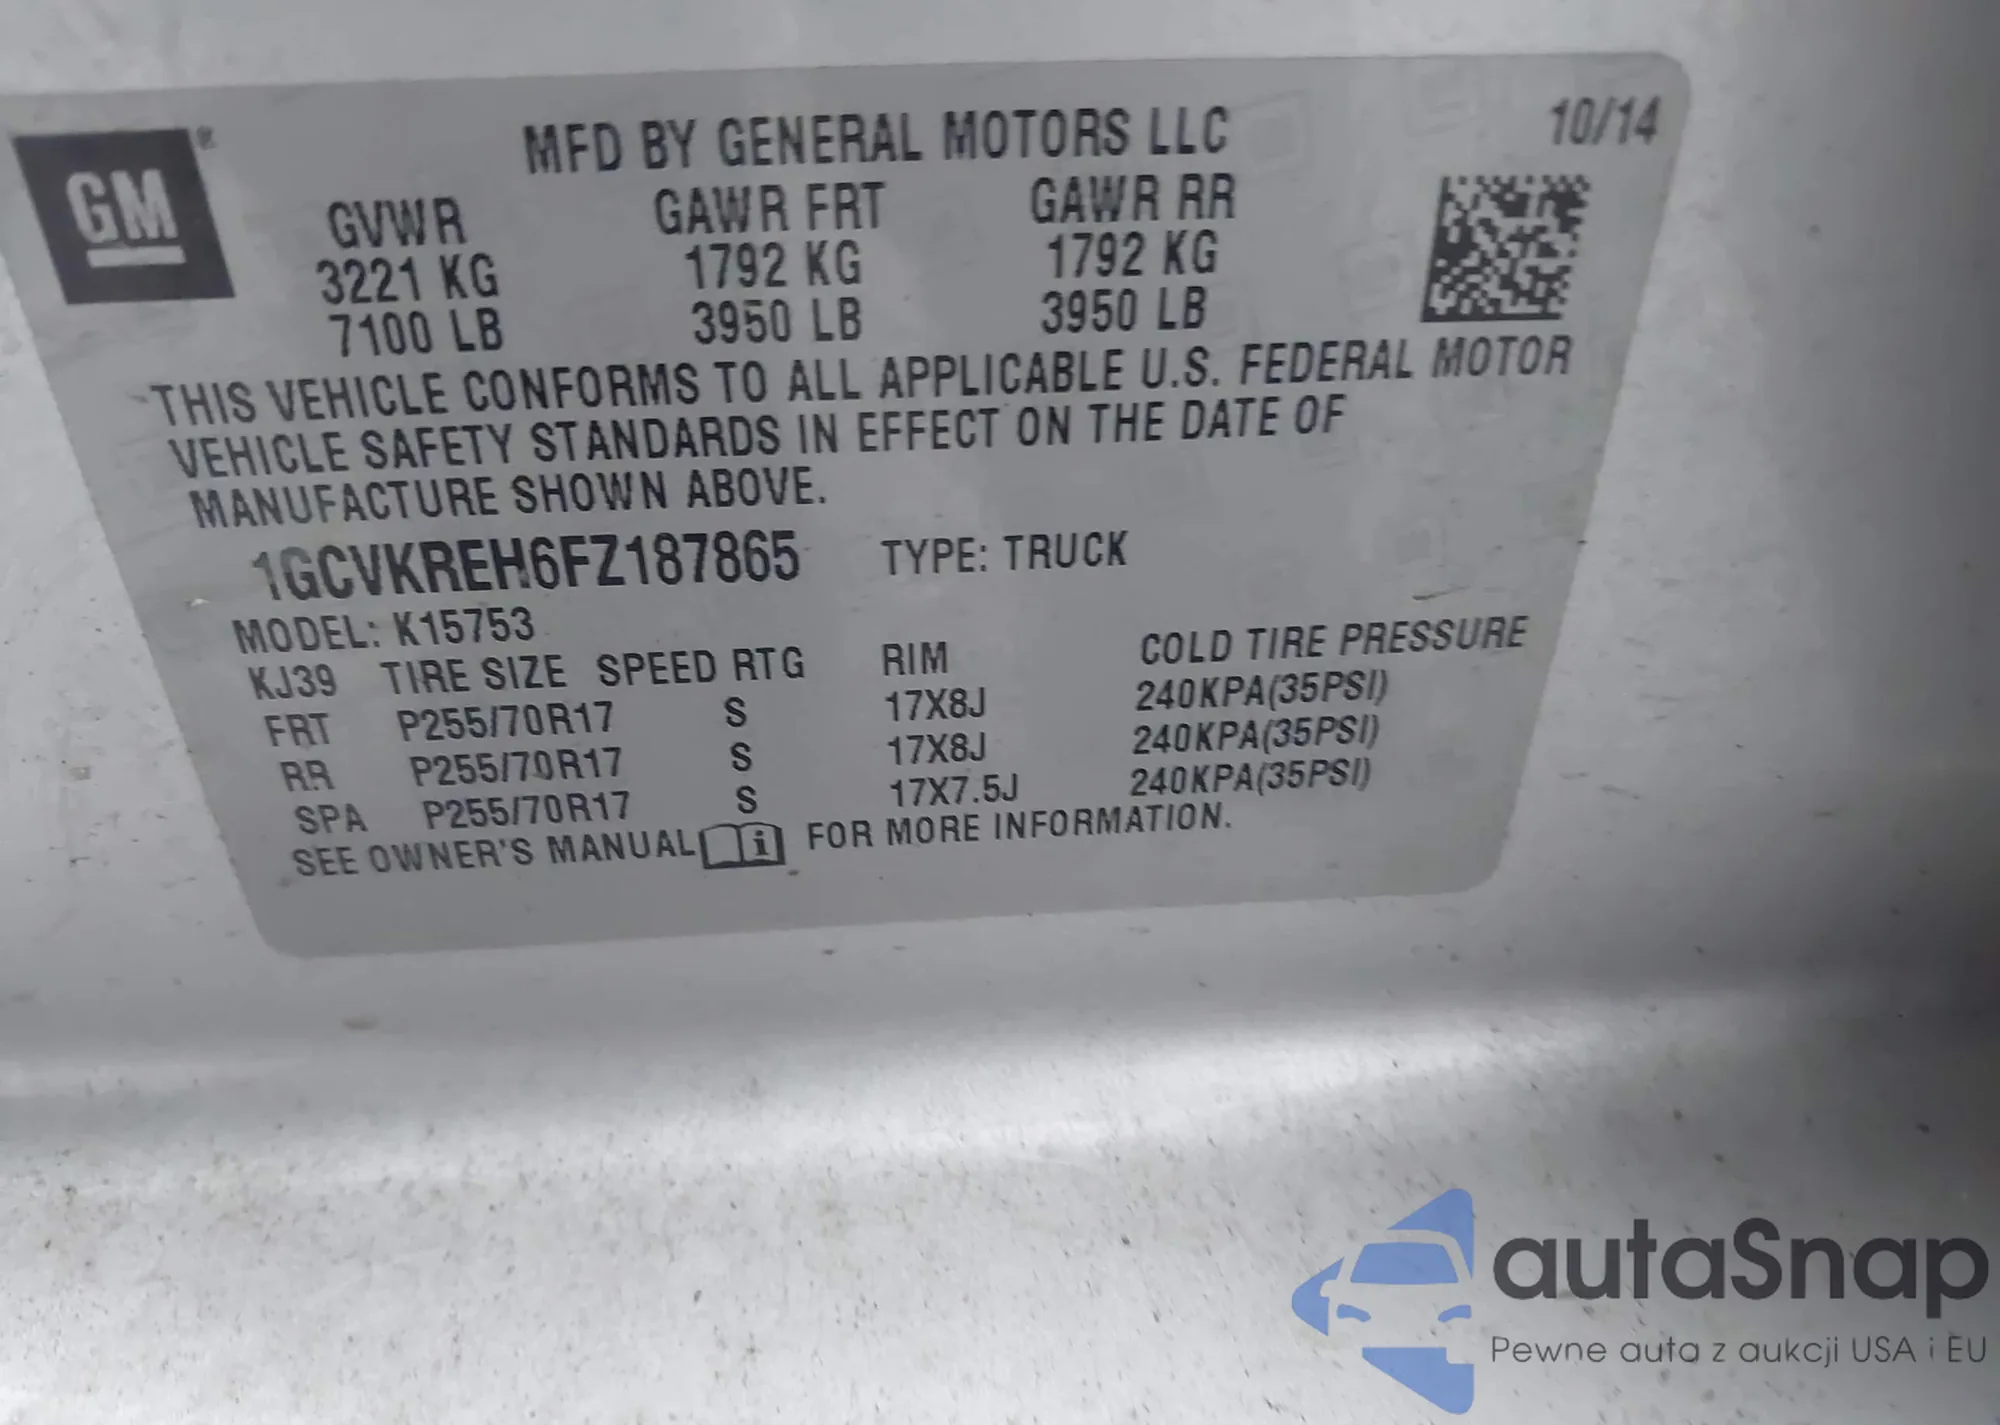 GM
MFD BY GENERAL MOTORS LLC 10/14
GVWR GAWR FRT GAWR RR
3221 KG 1792 KG 1792 KG
7100 LB 3950 LB 3950 LB
THIS VEHICLE CONFORMS TO ALL APPLICABLE U.S. FEDERAL MOTOR
VEHICLE SAFETY STANDARDS IN EFFECT ON THE DATE OF
MANUFACTURE SHOWN ABOVE.
1GCVKREH6FZ187865 TYPE: TRUCK
MODEL: K15753
KJ39 TIRE SIZE SPEED RTG RIM COLD TIRE PRESSURE
FRT P255/70R17 S 17X8J 240KPA(35PSI)
RR P255/70R17 S 17X8J 240KPA(35PSI)
SPA P255/70R17 S 17X7.5J 240KPA(35PSI)
SEE OWNER'S MANUAL i FOR MORE INFORMATION.
autaSnap
Pewne auta z aukcji USA i EU